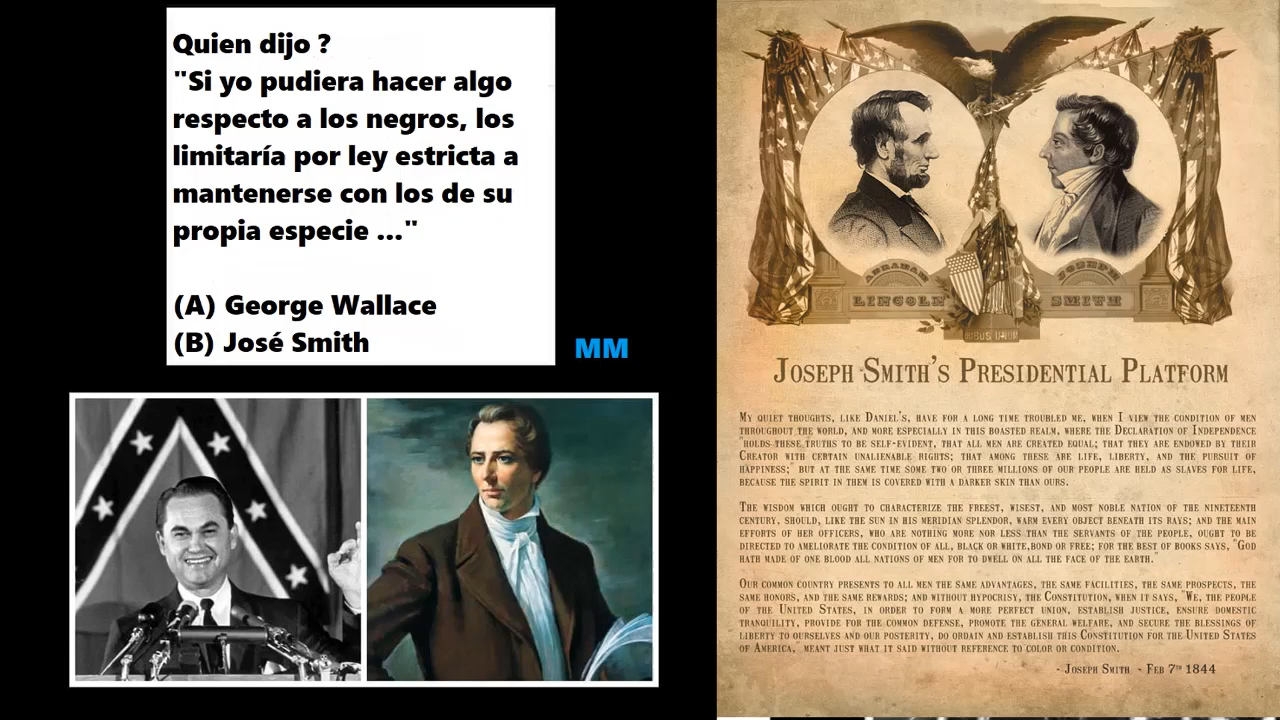 Quien dijo ?
"Si yo pudiera hacer algo
respecto a los negros, los
limitaría por ley estricta a
mantenerse con los de su
propia especie ..."
(A) George Wallace
(B) José Smith
MM
ABRAHAM
LINCOLN
JOSEPH
SMITH
Joseph Smith's Presidential Platform
My quiet thoughts, like Daniel's, have for a long time troubled me, when I view the condition of men
throughout the world, and more especially in this boasted realm, where the Declaration of Independence
"holds these truths to be self-evident, that all men are created equal; that they are endowed by their
Creator with certain unalienable rights; that among these are life, liberty, and the pursuit of
happiness;" but at the same time some two or three millions of our people are held as slaves for life,
because the spirit in them is covered with a darker skin than ours.
The wisdom which ought to characterize the freest, wisest, and most noble nation of the nineteenth
century, should, like the sun in his meridian splendor, warm every object beneath its rays; and the main
efforts of her officers, who are nothing more nor less than the servants of the people, ought to be
directed to ameliorate the condition of all, black or white,bond or free; for the best of books says, "God
hath made of one blood all nations of men for to dwell on all the face of the earth."
Our common country presents to all men the same advantages, the same facilities, the same prospects, the
same honors, and the same rewards; and without hypocrisy, the Constitution, when it says, "We, the people
of the United States, in order to form a more perfect union, establish justice, ensure domestic
tranquility, provide for the common defense, promote the general welfare, and secure the blessings of
liberty to ourselves and our posterity, do ordain and establish this Constitution for the United States
of America," meant just what it said without reference to color or condition.
- Joseph Smith - Feb 7th 1844